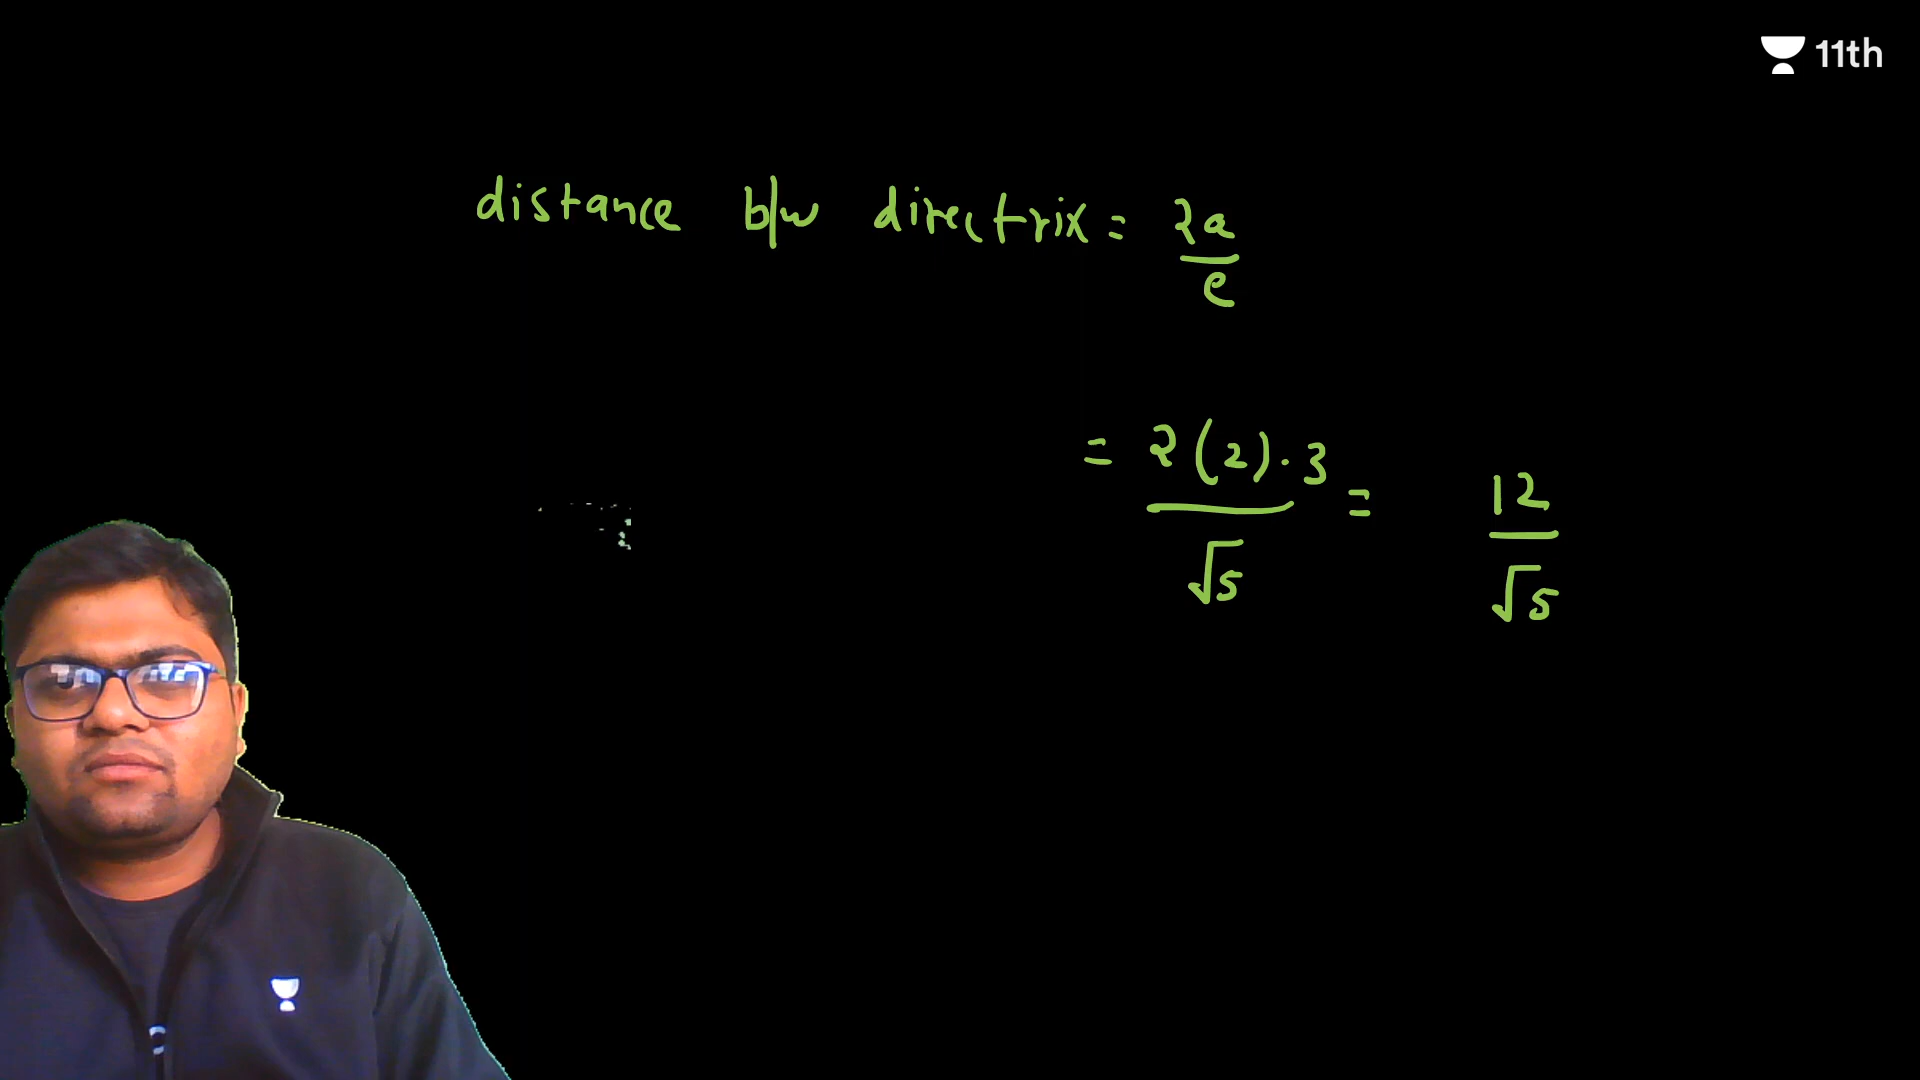 11th
distance b/w directrix = 2a/e
= 2(2)·3/√5 = 12/√5